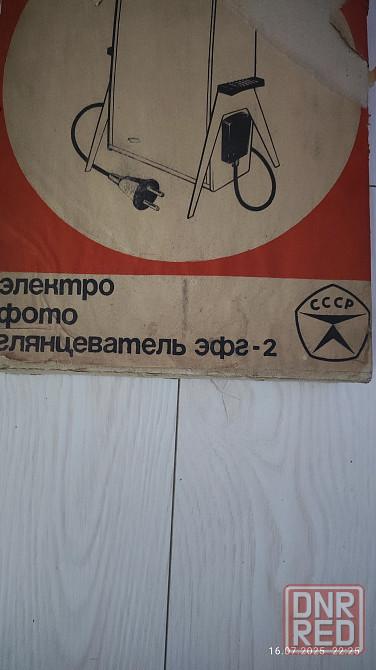 СССР
электро
фото
глянцеватель эфг-2
DNR
RED
16.07.2025 22:25